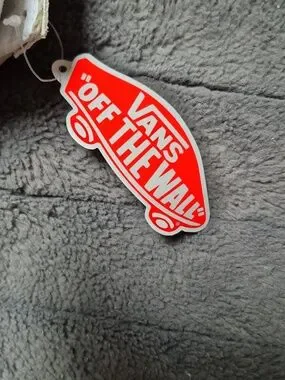 VANS
"OFF THE WALL"